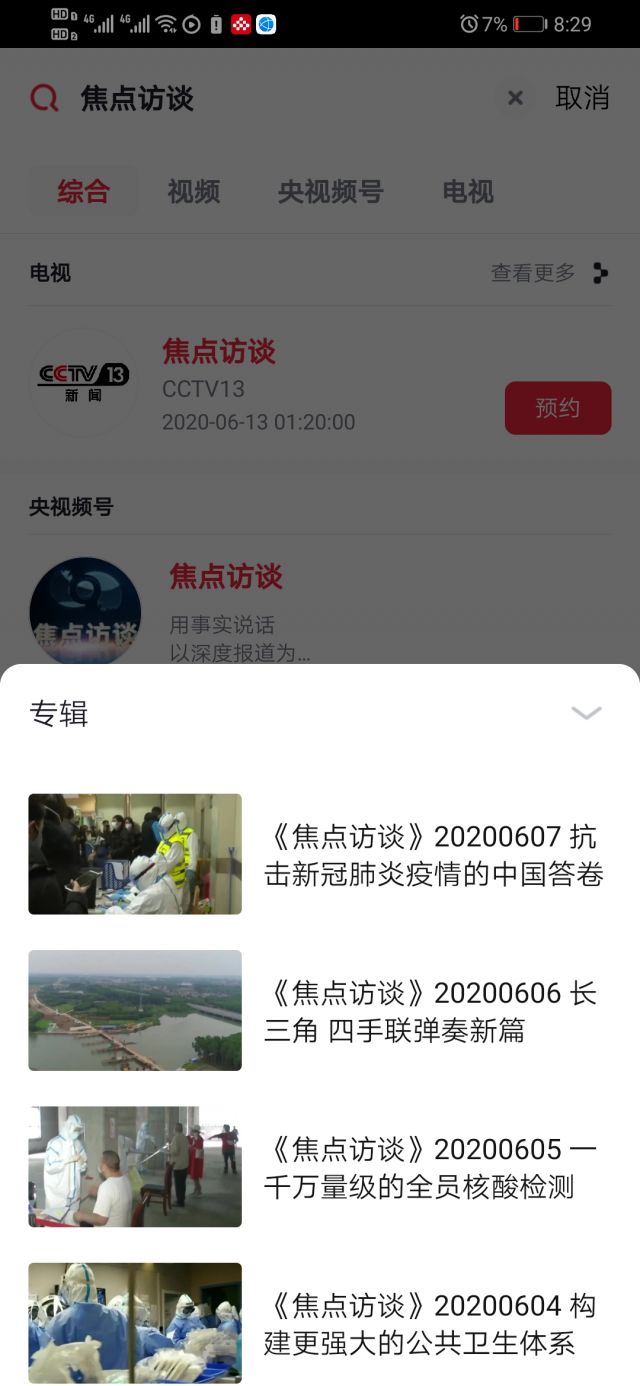 HD 1 4G 4G 7% 8:29
HD 2
焦点访谈 取消
综合 视频 央视频号 电视
电视 查看更多
焦点访谈
CCTV 13
新闻
CCTV13
2020-06-13 01:20:00
预约
央视频号
焦点访谈
焦点访谈
用事实说话
以深度报道为...
专辑
《焦点访谈》20200607 抗
击新冠肺炎疫情的中国答卷
《焦点访谈》20200606 长
三角 四手联弹奏新篇
《焦点访谈》20200605 一
千万量级的全员核酸检测
《焦点访谈》20200604 构
建更强大的公共卫生体系